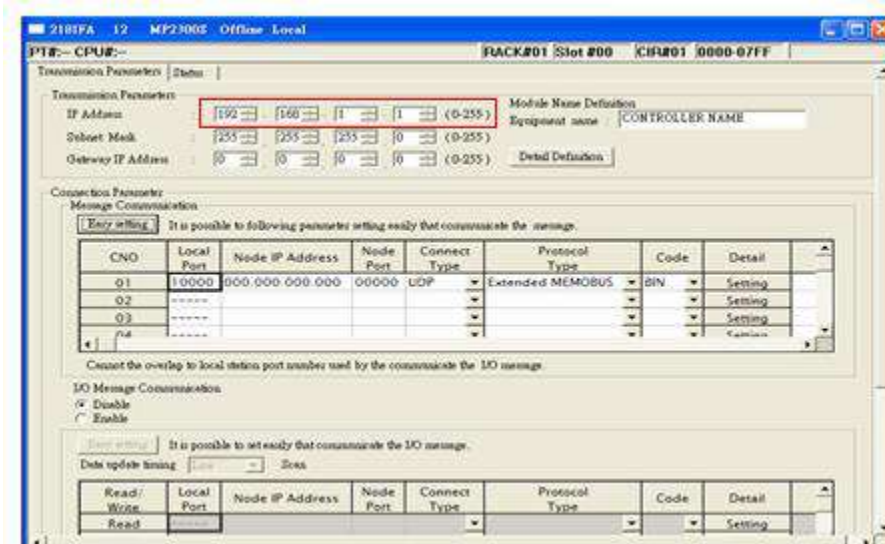 218IFA 12 MP2300S Offline Local
PT#:-- CPU#:-- RACK#01 Slot #00 CIR#01 0000-07FF
Transmission Parameters Status
Transmission Parameters
IP Address : 192 168 1 1 (0-255)
Module Name Definition
Equipment name : CONTROLLER NAME
Subnet Mask : 255 255 255 0 (0-255)
Gateway IP Address : 0 0 0 0 (0-255) Detail Definition
Connection Parameter
Message Communication
Easy setting It is possible to following parameter setting easily that communicate the message.
CNO Local Port Node IP Address Node Port Connect Type Protocol Type Code Detail
01 10000 000.000.000.000 00000 UDP Extended MEMOBUS BIN Setting
02 ----- Setting
03 ----- Setting
04 Setting
Cannot the overlap to local station port number used by the communicate the I/O message.
I/O Message Communication
Disable
Enable
Easy setting It is possible to set easily that communicate the I/O message.
Data update timing Low Scan
Read/Write Local Port Node IP Address Node Port Connect Type Protocol Type Code Detail
Read ----- Setting